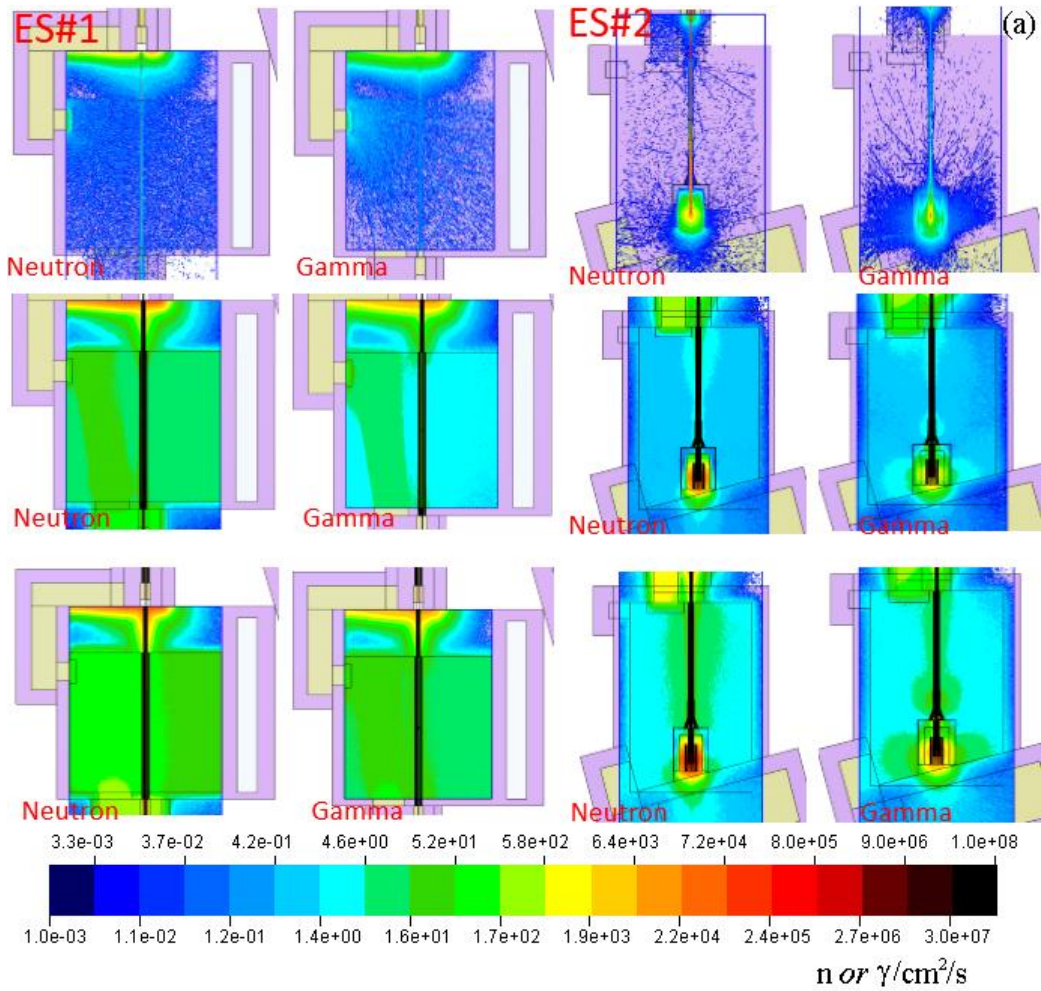 ES#1 ES#2 (a)
Neutron Gamma Neutron Gamma
Neutron Gamma Neutron Gamma
Neutron Gamma Neutron Gamma
3.3e-03 3.7e-02 4.2e-01 4.6e+00 5.2e+01 5.8e+02 6.4e+03 7.2e+04 8.0e+05 9.0e+06 1.0e+08
1.0e-03 1.1e-02 1.2e-01 1.4e+00 1.6e+01 1.7e+02 1.9e+03 2.2e+04 2.4e+05 2.7e+06 3.0e+07
n or γ/cm²/s